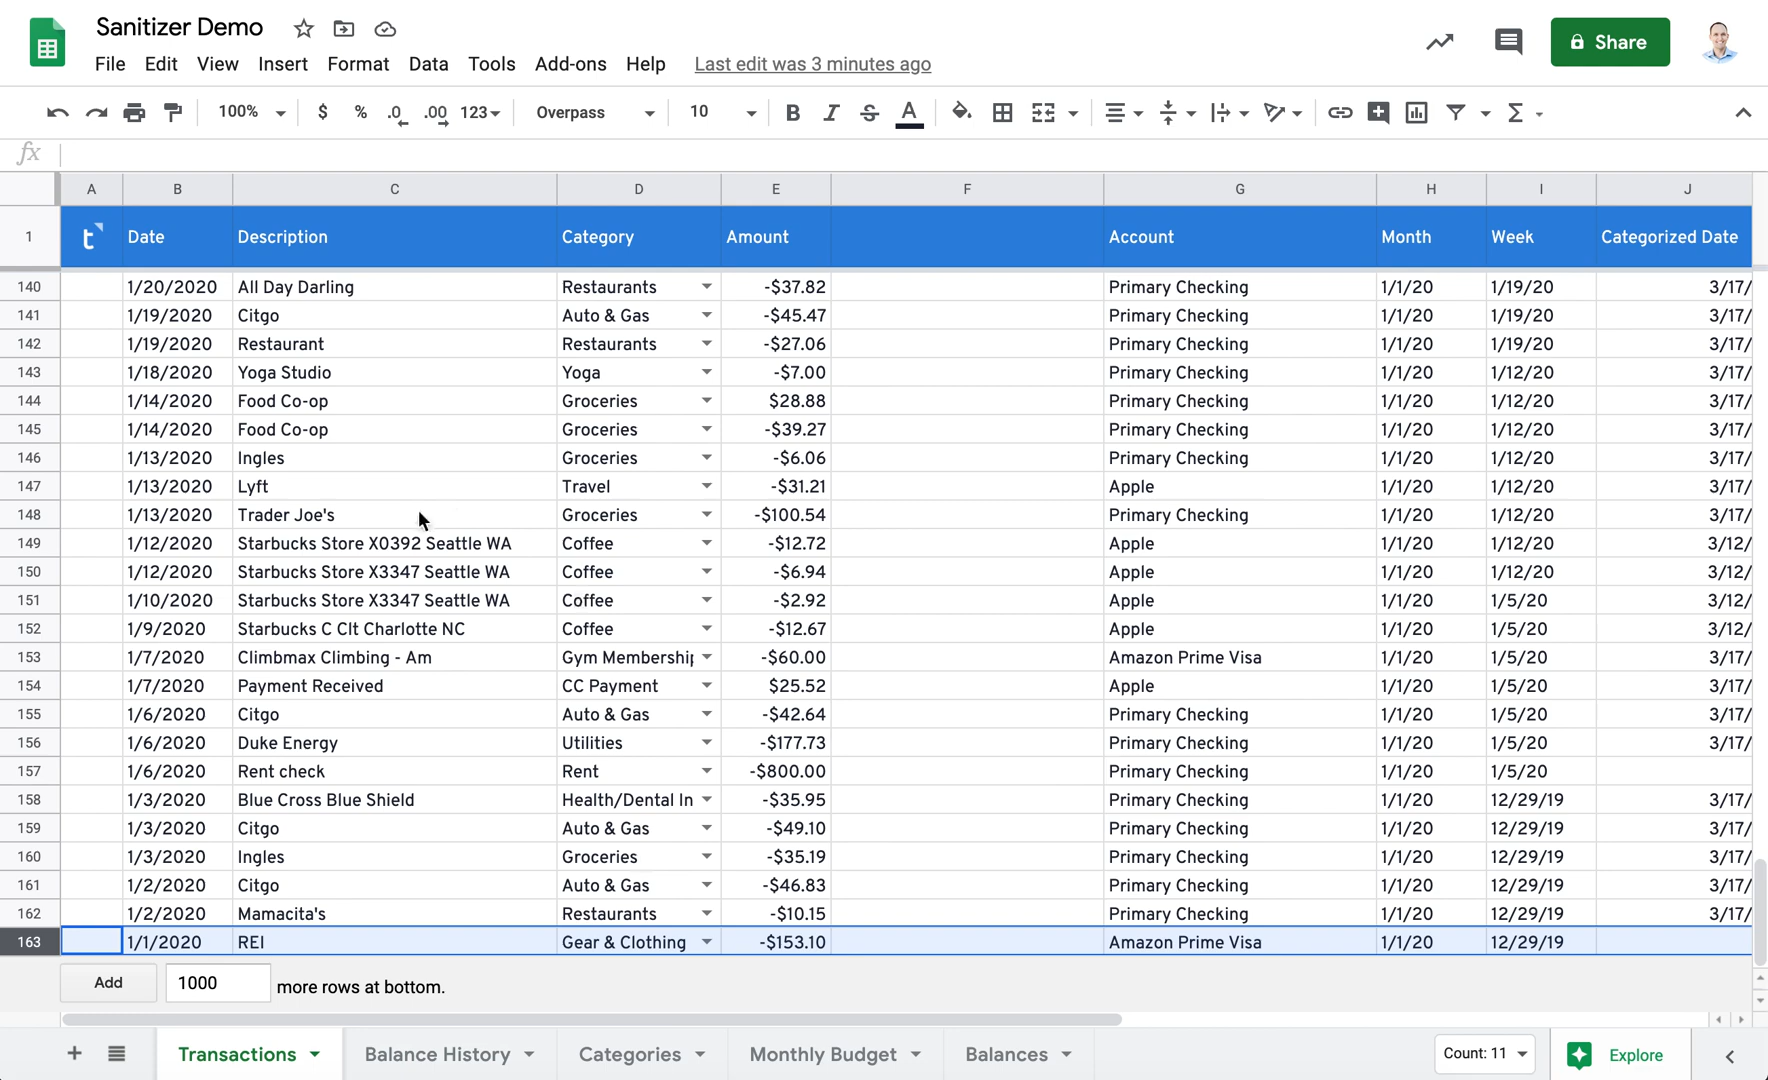 Sanitizer Demo
File Edit View Insert Format Data Tools Add-ons Help Last edit was 3 minutes ago
Share
100% $ % .0 .00 123 Overpass 10 B I S A
fx
A B C D E F G H I J
1 t Date Description Category Amount Account Month Week Categorized Date
140 1/20/2020 All Day Darling Restaurants -$37.82 Primary Checking 1/1/20 1/19/20 3/17/
141 1/19/2020 Citgo Auto & Gas -$45.47 Primary Checking 1/1/20 1/19/20 3/17/
142 1/19/2020 Restaurant Restaurants -$27.06 Primary Checking 1/1/20 1/19/20 3/17/
143 1/18/2020 Yoga Studio Yoga -$7.00 Primary Checking 1/1/20 1/12/20 3/17/
144 1/14/2020 Food Co-op Groceries $28.88 Primary Checking 1/1/20 1/12/20 3/17/
145 1/14/2020 Food Co-op Groceries -$39.27 Primary Checking 1/1/20 1/12/20 3/17/
146 1/13/2020 Ingles Groceries -$6.06 Primary Checking 1/1/20 1/12/20 3/17/
147 1/13/2020 Lyft Travel -$31.21 Apple 1/1/20 1/12/20 3/17/
148 1/13/2020 Trader Joe's Groceries -$100.54 Primary Checking 1/1/20 1/12/20 3/17/
149 1/12/2020 Starbucks Store X0392 Seattle WA Coffee -$12.72 Apple 1/1/20 1/12/20 3/12/
150 1/12/2020 Starbucks Store X3347 Seattle WA Coffee -$6.94 Apple 1/1/20 1/12/20 3/12/
151 1/10/2020 Starbucks Store X3347 Seattle WA Coffee -$2.92 Apple 1/1/20 1/5/20 3/12/
152 1/9/2020 Starbucks C Clt Charlotte NC Coffee -$12.67 Apple 1/1/20 1/5/20 3/12/
153 1/7/2020 Climbmax Climbing - Am Gym Membership -$60.00 Amazon Prime Visa 1/1/20 1/5/20 3/17/
154 1/7/2020 Payment Received CC Payment $25.52 Apple 1/1/20 1/5/20 3/17/
155 1/6/2020 Citgo Auto & Gas -$42.64 Primary Checking 1/1/20 1/5/20 3/17/
156 1/6/2020 Duke Energy Utilities -$177.73 Primary Checking 1/1/20 1/5/20 3/17/
157 1/6/2020 Rent check Rent -$800.00 Primary Checking 1/1/20 1/5/20
158 1/3/2020 Blue Cross Blue Shield Health/Dental In -$35.95 Primary Checking 1/1/20 12/29/19 3/17/
159 1/3/2020 Citgo Auto & Gas -$49.10 Primary Checking 1/1/20 12/29/19 3/17/
160 1/3/2020 Ingles Groceries -$35.19 Primary Checking 1/1/20 12/29/19 3/17/
161 1/2/2020 Citgo Auto & Gas -$46.83 Primary Checking 1/1/20 12/29/19 3/17/
162 1/2/2020 Mamacita's Restaurants -$10.15 Primary Checking 1/1/20 12/29/19 3/17/
163 1/1/2020 REI Gear & Clothing -$153.10 Amazon Prime Visa 1/1/20 12/29/19
Add 1000 more rows at bottom.
Transactions Balance History Categories Monthly Budget Balances Count: 11 Explore